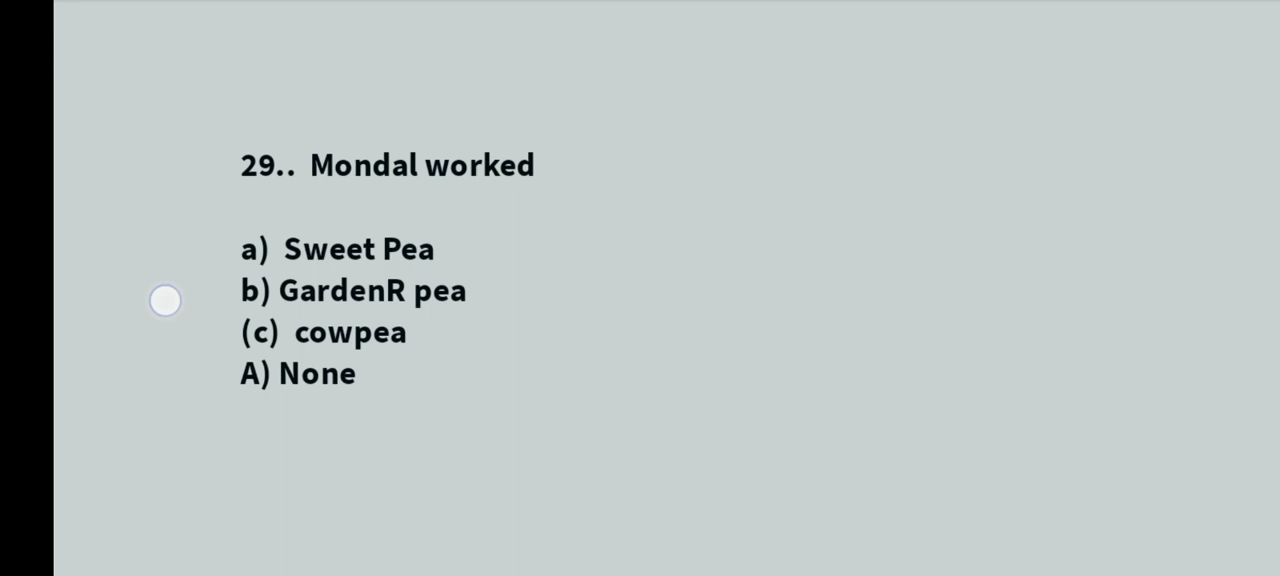 29.. Mondal worked
a) Sweet Pea
b) GardenR pea
(c) cowpea
A) None